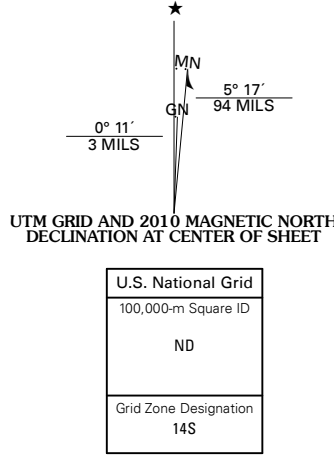 ★
MN
5° 17´
94 MILS
GN
0° 11´
3 MILS
UTM GRID AND 2010 MAGNETIC NORTH
DECLINATION AT CENTER OF SHEET
U.S. National Grid
100,000-m Square ID
ND
Grid Zone Designation
14S